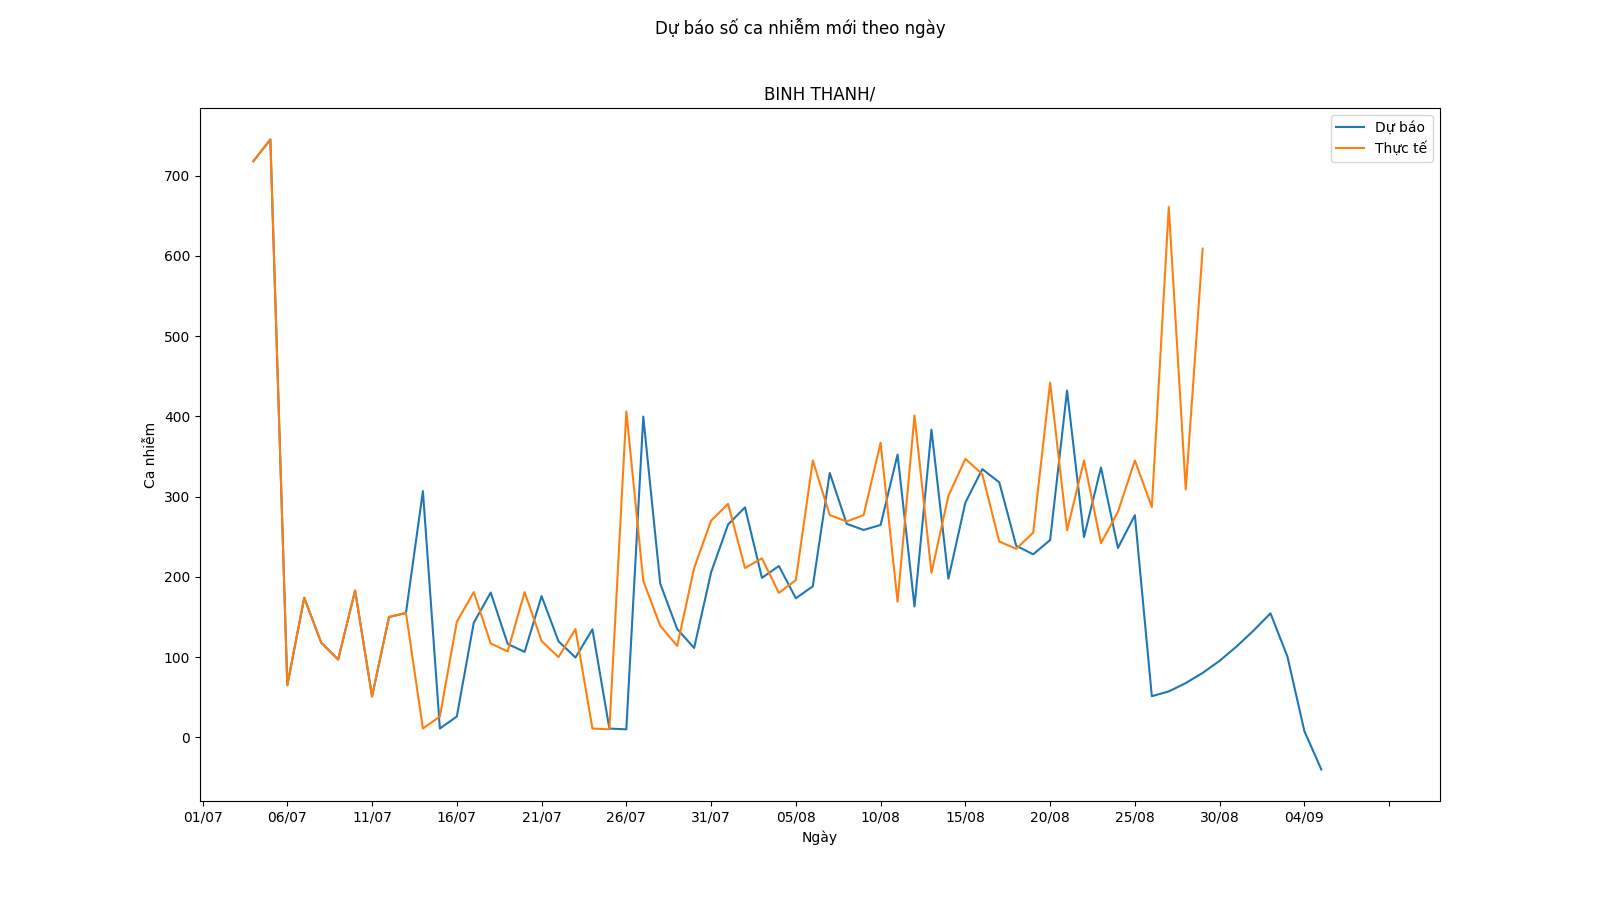 Dự báo số ca nhiễm mới theo ngày
BINH THANH/
Dự báo
Thực tế
700
600
500
400
300
200
100
0
Ca nhiễm
01/07 06/07 11/07 16/07 21/07 26/07 31/07 05/08 10/08 15/08 20/08 25/08 30/08 04/09
Ngày